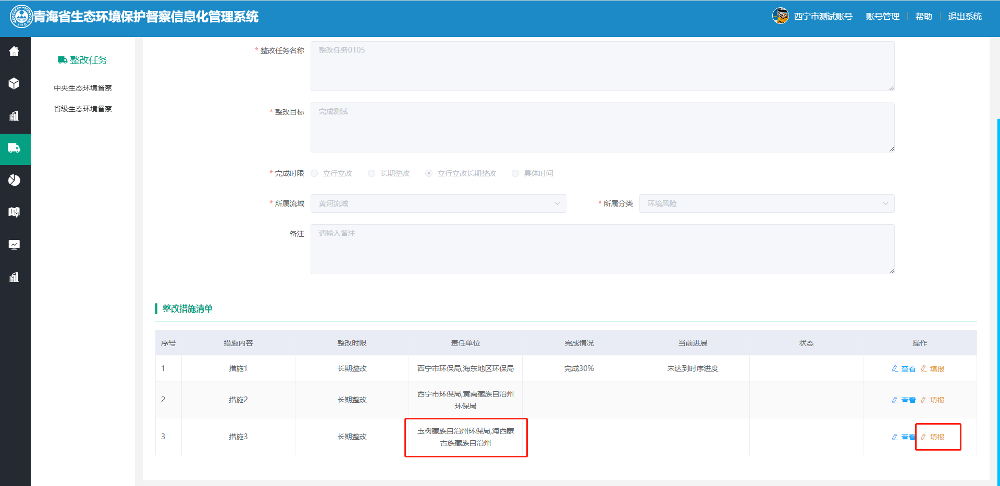 青海省生态环境保护督察信息化管理系统
西宁市测试账号 账号管理 帮助 退出系统
整改任务
中央生态环境督察
省级生态环境督察
* 整改任务名称 整改任务0105
* 整改目标 完成测试
* 完成时限 立行立改 长期整改 立行立改长期整改 具体时间
* 所属流域 黄河流域 * 所属分类 环境风险
备注 请输入备注
整改措施清单
序号 措施内容 整改时限 责任单位 完成情况 当前进展 状态 操作
1 措施1 长期整改 西宁市环保局,海东地区环保局 完成30% 未达到时序进度 查看 填报
2 措施2 长期整改 西宁市环保局,黄南藏族自治州
环保局 查看 填报
3 措施3 长期整改 玉树藏族自治州环保局,海西蒙
古族藏族自治州 查看 填报
ZHB